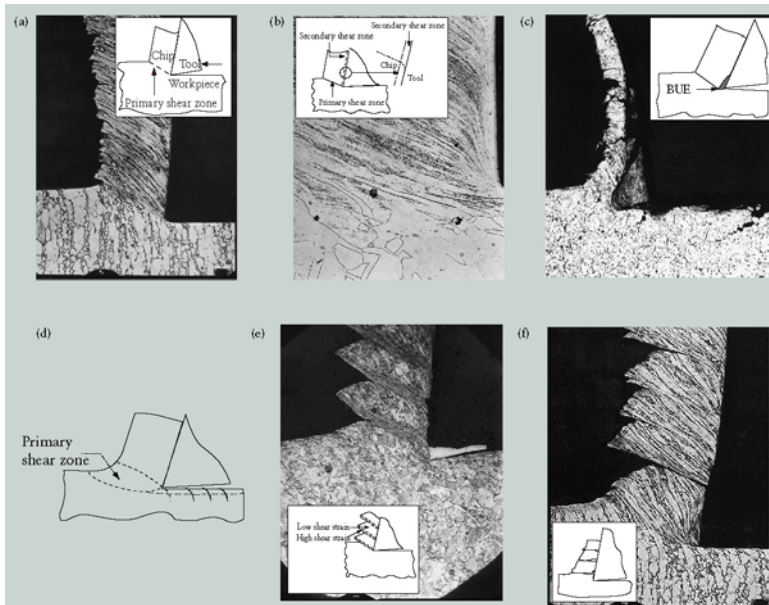 (a)
Chip
Tool
Workpiece
Primary shear zone
(b)
Secondary shear zone
Secondary shear zone
Chip
Tool
Primary shear zone
(c)
BUE
(d)
Primary
shear zone
(e)
Low shear strain
High shear strain
(f)